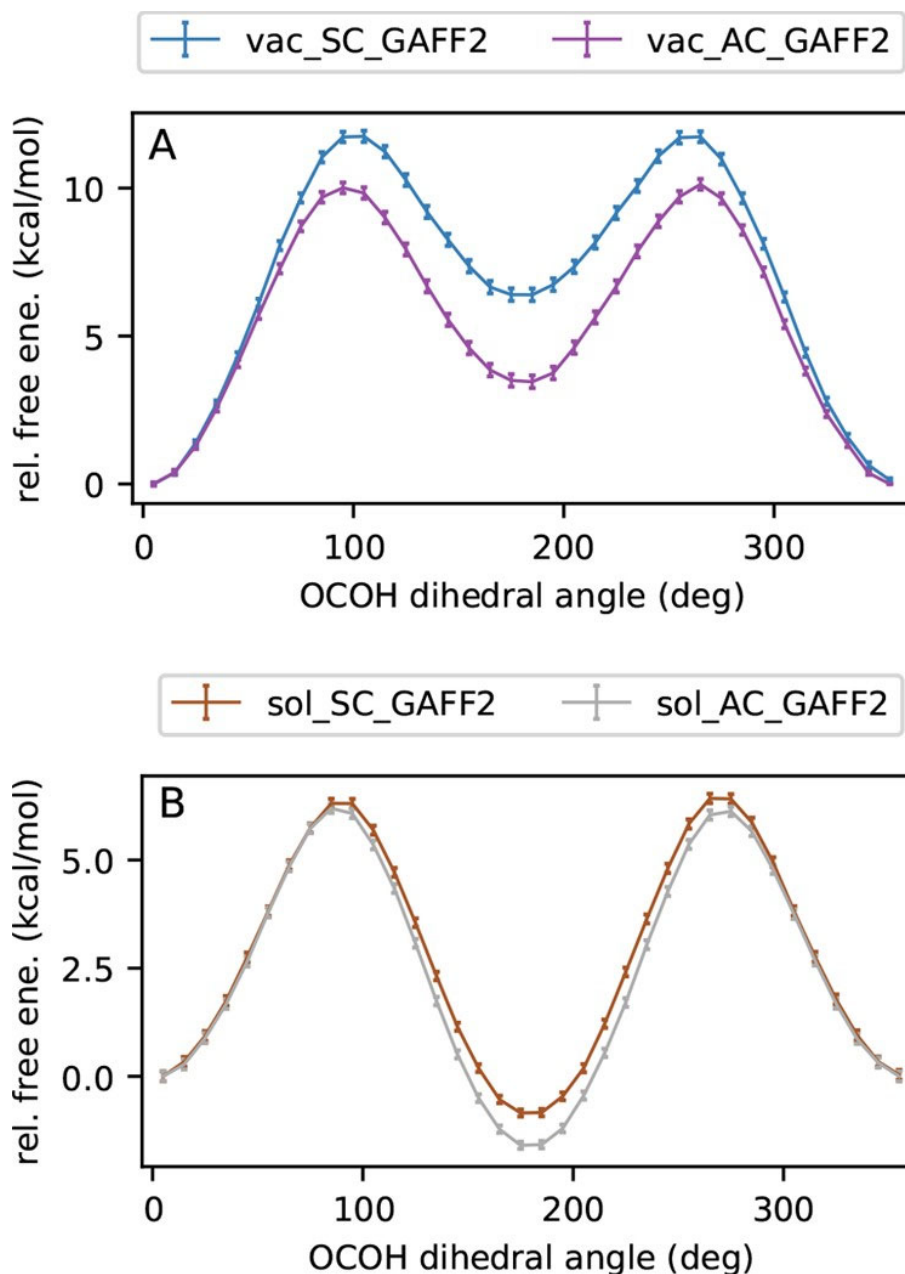 vac_SC_GAFF2 vac_AC_GAFF2
A
rel. free ene. (kcal/mol)
10
5
0
0 100 200 300
OCOH dihedral angle (deg)
sol_SC_GAFF2 sol_AC_GAFF2
B
rel. free ene. (kcal/mol)
5.0
2.5
0.0
0 100 200 300
OCOH dihedral angle (deg)